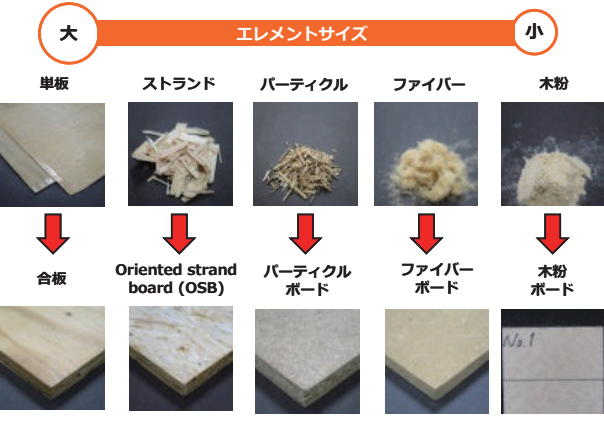 大
エレメントサイズ
小
単板
ストランド
パーティクル
ファイバー
木粉
合板
Oriented strand
board (OSB)
パーティクル
ボード
ファイバー
ボード
木粉
ボード
No.1